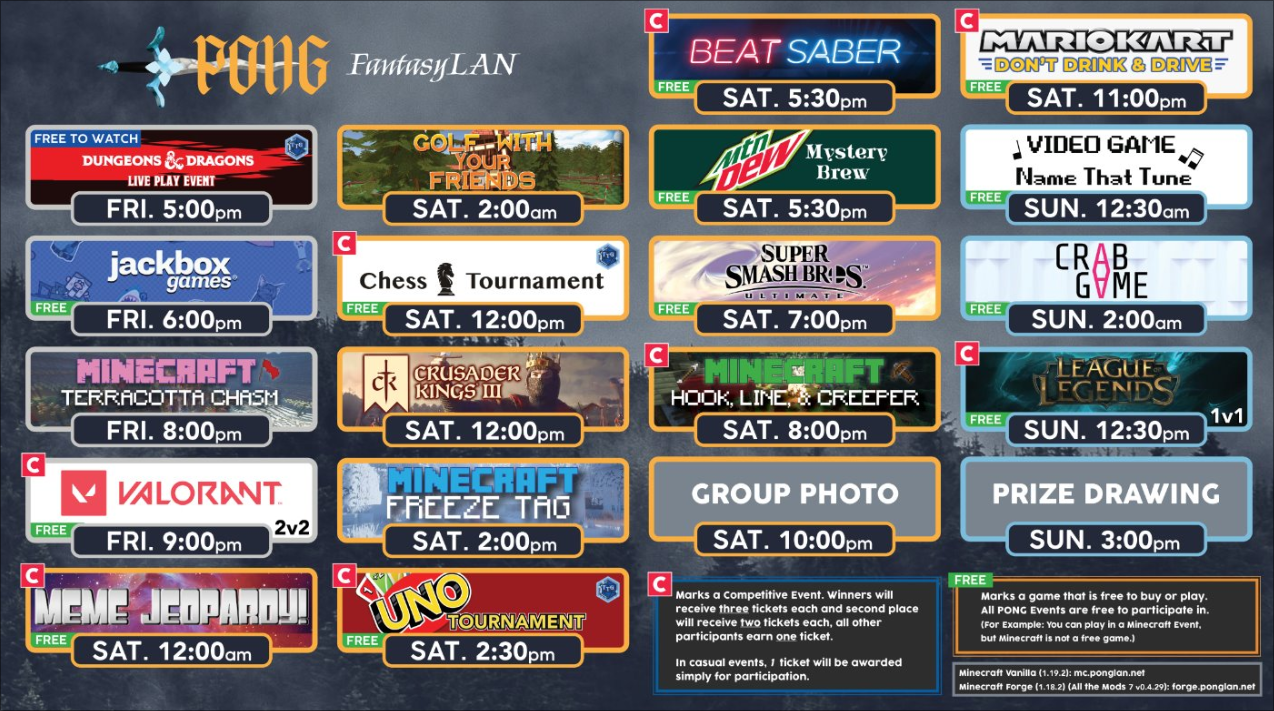 PONG FantasyLAN
FREE TO WATCH
DUNGEONS & DRAGONS
LIVE PLAY EVENT
FRI. 5:00pm
jackbox
games
FREE
FRI. 6:00pm
MINECRAFT
TERRACOTTA CHASM
FRI. 8:00pm
C
VALORANT
2v2
FREE
FRI. 9:00pm
C
MEME JEOPARDY!
FREE
SAT. 12:00am
GOLF WITH
YOUR
FRIENDS
SAT. 2:00am
C
Chess Tournament
FREE
SAT. 12:00pm
CK
CRUSADER
KINGS III
SAT. 12:00pm
MINECRAFT
FREEZE TAG
SAT. 2:00pm
C
UNO
TOURNAMENT
FREE
SAT. 2:30pm
C
BEAT SABER
FREE
SAT. 5:30pm
mtn
DEW
Mystery
Brew
FREE
SAT. 5:30pm
SUPER
SMASH BROS.™
ULTIMATE
FREE
SAT. 7:00pm
C
MINECRAFT
HOOK, LINE, & CREEPER
SAT. 8:00pm
GROUP PHOTO
SAT. 10:00pm
C
MARIOKART
DON'T DRINK & DRIVE
FREE
SAT. 11:00pm
VIDEO GAME
Name That Tune
FREE
SUN. 12:30am
CRAB
GAME
FREE
SUN. 2:00am
C
LEAGUE OF
LEGENDS
1v1
FREE
SUN. 12:30pm
PRIZE DRAWING
SUN. 3:00pm
C
Marks a Competitive Event. Winners will
receive three tickets each and second place
will receive two tickets each, all other
participants earn one ticket.
In casual events, 1 ticket will be awarded
simply for participation.
FREE
Marks a game that is free to buy or play.
All PONG Events are free to participate in.
(For Example: You can play in a Minecraft Event,
but Minecraft is not a free game.)
Minecraft Vanilla (1.19.2): mc.ponglan.net
Minecraft Forge (1.18.2) (All the Mods 7 v0.4.29): forge.ponglan.net